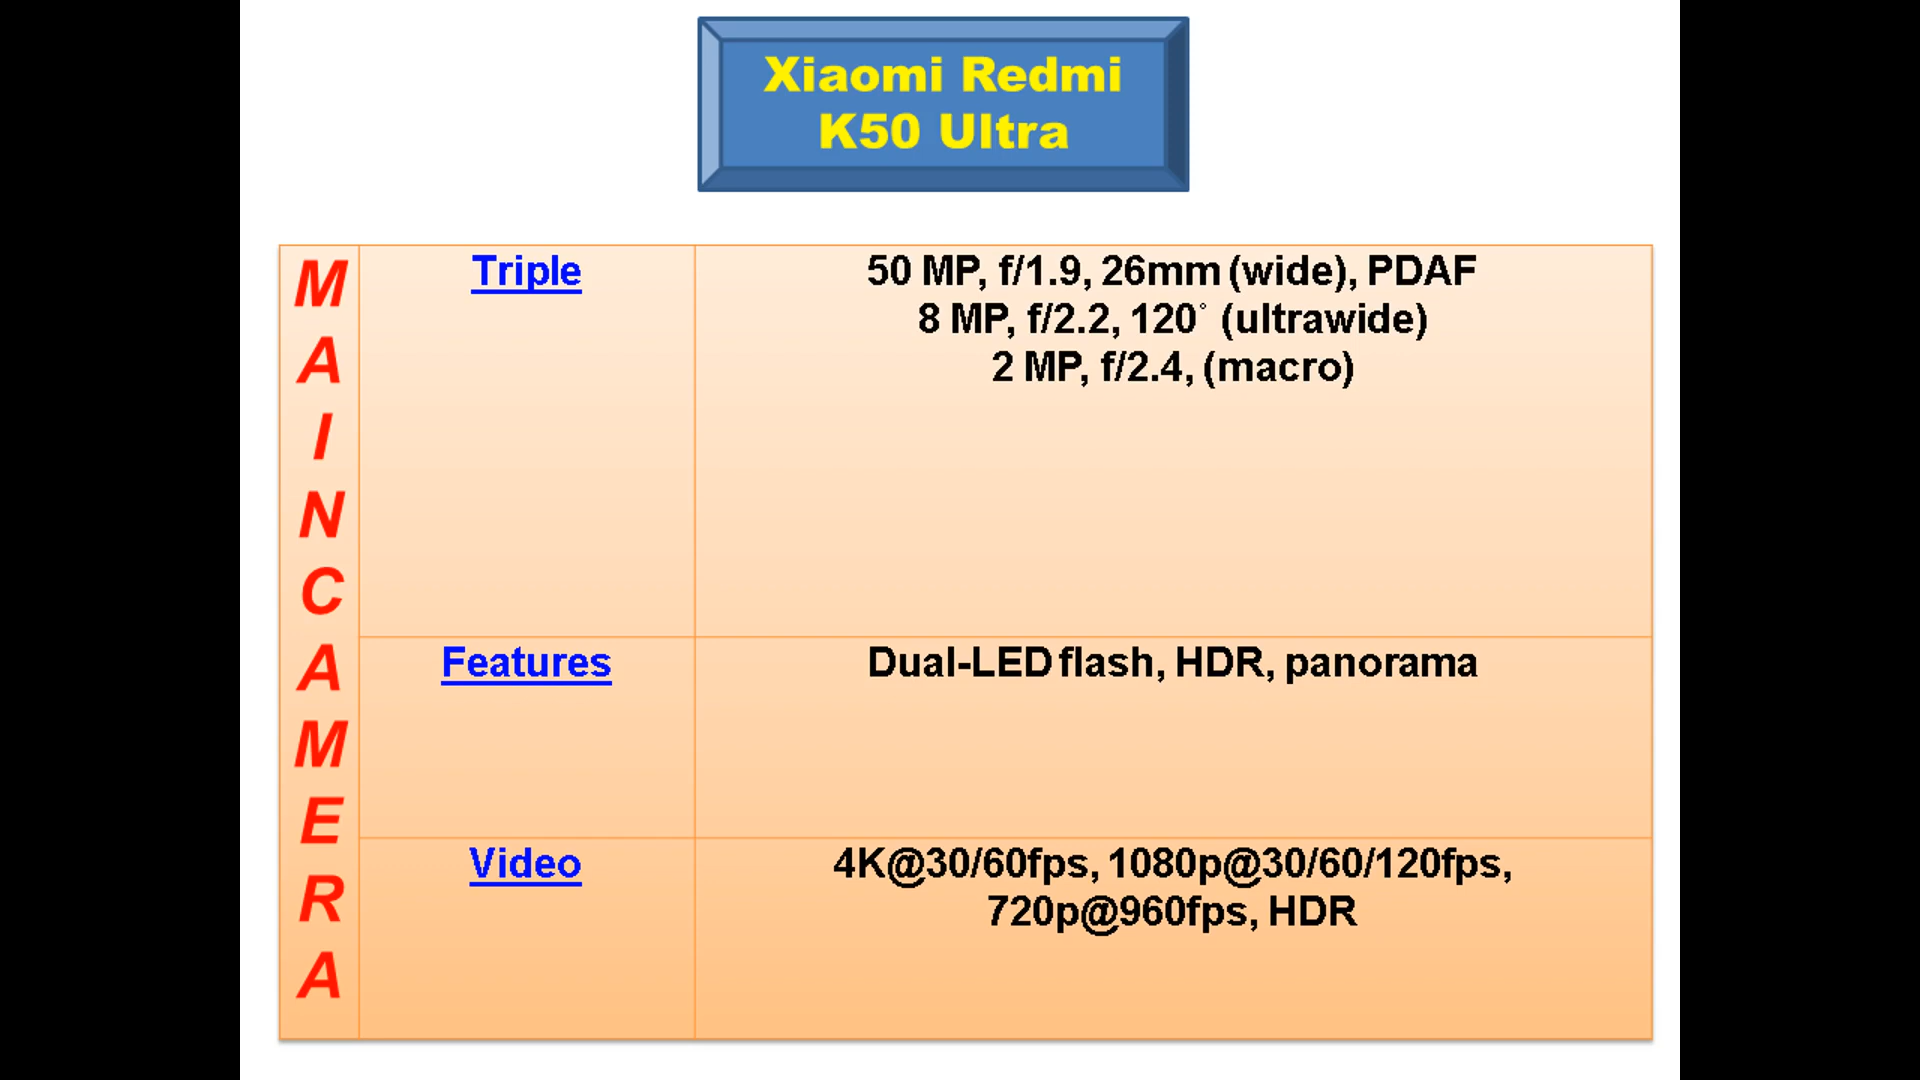 Xiaomi Redmi
K50 Ultra
M
A
I
N
C
A
M
E
R
A
Triple
50 MP, f/1.9, 26mm (wide), PDAF
8 MP, f/2.2, 120˚ (ultrawide)
2 MP, f/2.4, (macro)
Features
Dual-LED flash, HDR, panorama
Video
4K@30/60fps, 1080p@30/60/120fps,
720p@960fps, HDR